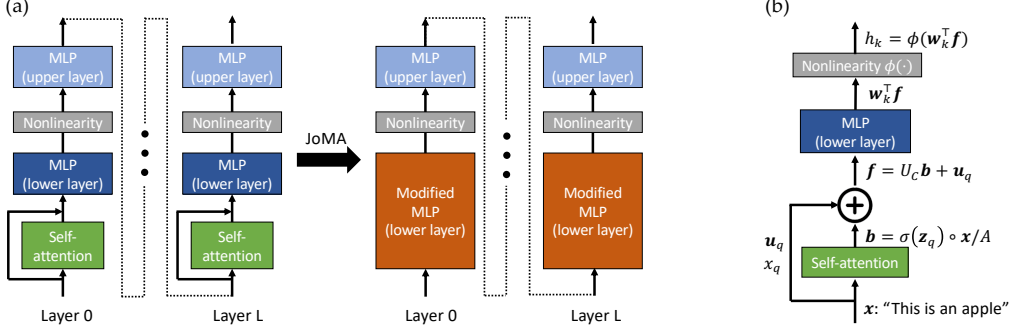 (a)
MLP
(upper layer)
Nonlinearity
MLP
(lower layer)
Self-
attention
Layer 0
MLP
(upper layer)
Nonlinearity
MLP
(lower layer)
Self-
attention
Layer L
JoMA
MLP
(upper layer)
Nonlinearity
Modified
MLP
(lower layer)
Layer 0
MLP
(upper layer)
Nonlinearity
Modified
MLP
(lower layer)
Layer L
(b)
h_k = ϕ(w_k^⊤ f)
Nonlinearity ϕ(·)
w_k^⊤ f
MLP
(lower layer)
f = U_C b + u_q
+
u_q
x_q
b = σ(z_q) ∘ x/A
Self-attention
x: “This is an apple”